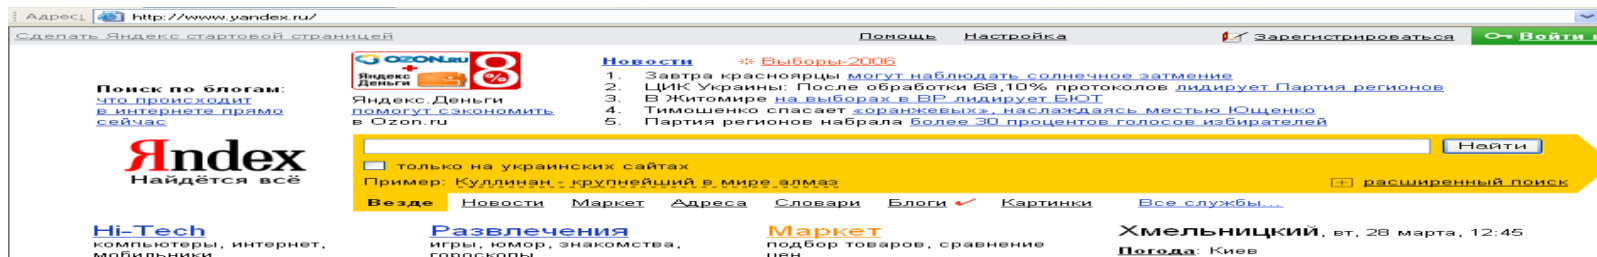 Адрес: http://www.yandex.ru/
Сделать Яндекс стартовой страницей Помощь Настройка Зарегистрироваться Войти
OZON.RU
+
Яндекс Деньги
8 %
Поиск по блогам:
что происходит
в интернете прямо
сейчас
Яндекс.Деньги
помогут сэкономить
в Ozon.ru
Новости Выборы-2006
1. Завтра красноярцы могут наблюдать солнечное затмение
2. ЦИК Украины: После обработки 68,10% протоколов лидирует Партия регионов
3. В Житомире на выборах в ВР лидирует БЮТ
4. Тимошенко спасает «оранжевых», наслаждаясь местью Ющенко
5. Партия регионов набрала более 30 процентов голосов избирателей
Яndex
Найдётся всё
Найти
только на украинских сайтах
Пример: Куллинан - крупнейший в мире алмаз
расширенный поиск
Везде Новости Маркет Адреса Словари Блоги Картинки Все службы...
Hi-Tech
компьютеры, интернет,
мобильники
Развлечения
игры, юмор, знакомства,
гороскопы
Маркет
подбор товаров, сравнение
цен
Хмельницкий, вт, 28 марта, 12:45
Погода: Киев